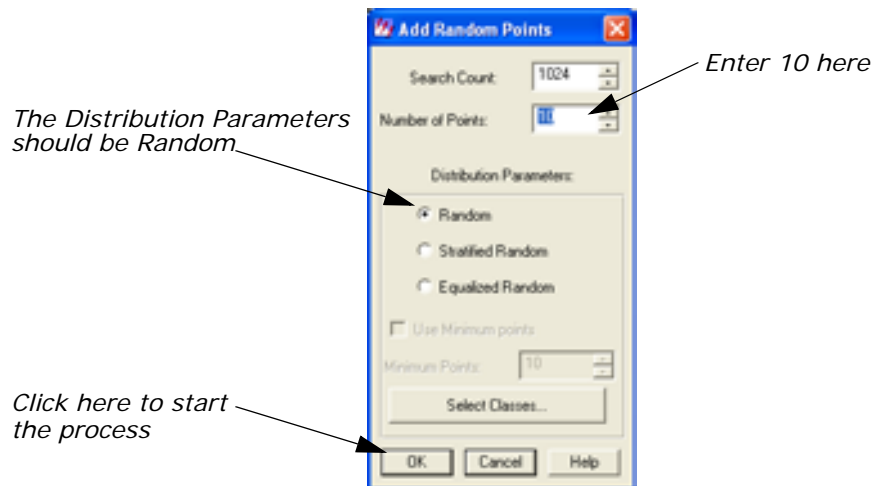 Add Random Points
Search Count: 1024
Enter 10 here
Number of Points: 10
The Distribution Parameters
should be Random
Distribution Parameters:
Random
Stratified Random
Equalized Random
Use Minimum points
Minimum Points: 10
Select Classes...
Click here to start
the process
OK Cancel Help